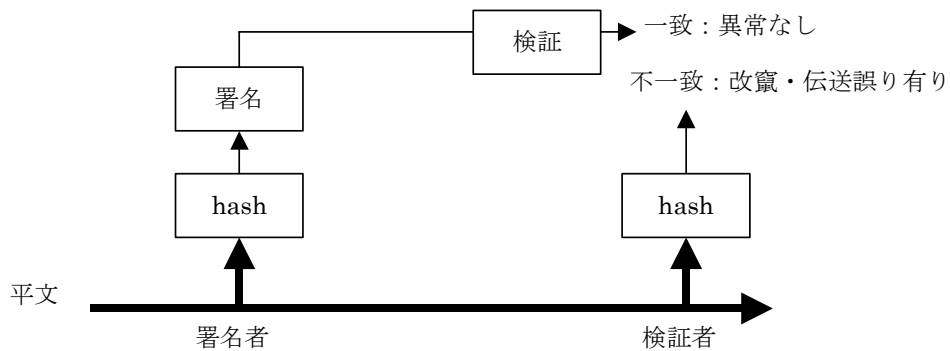 検証
一致：異常なし
署名
不一致：改竄・伝送誤り有り
hash
hash
平文
署名者
検証者